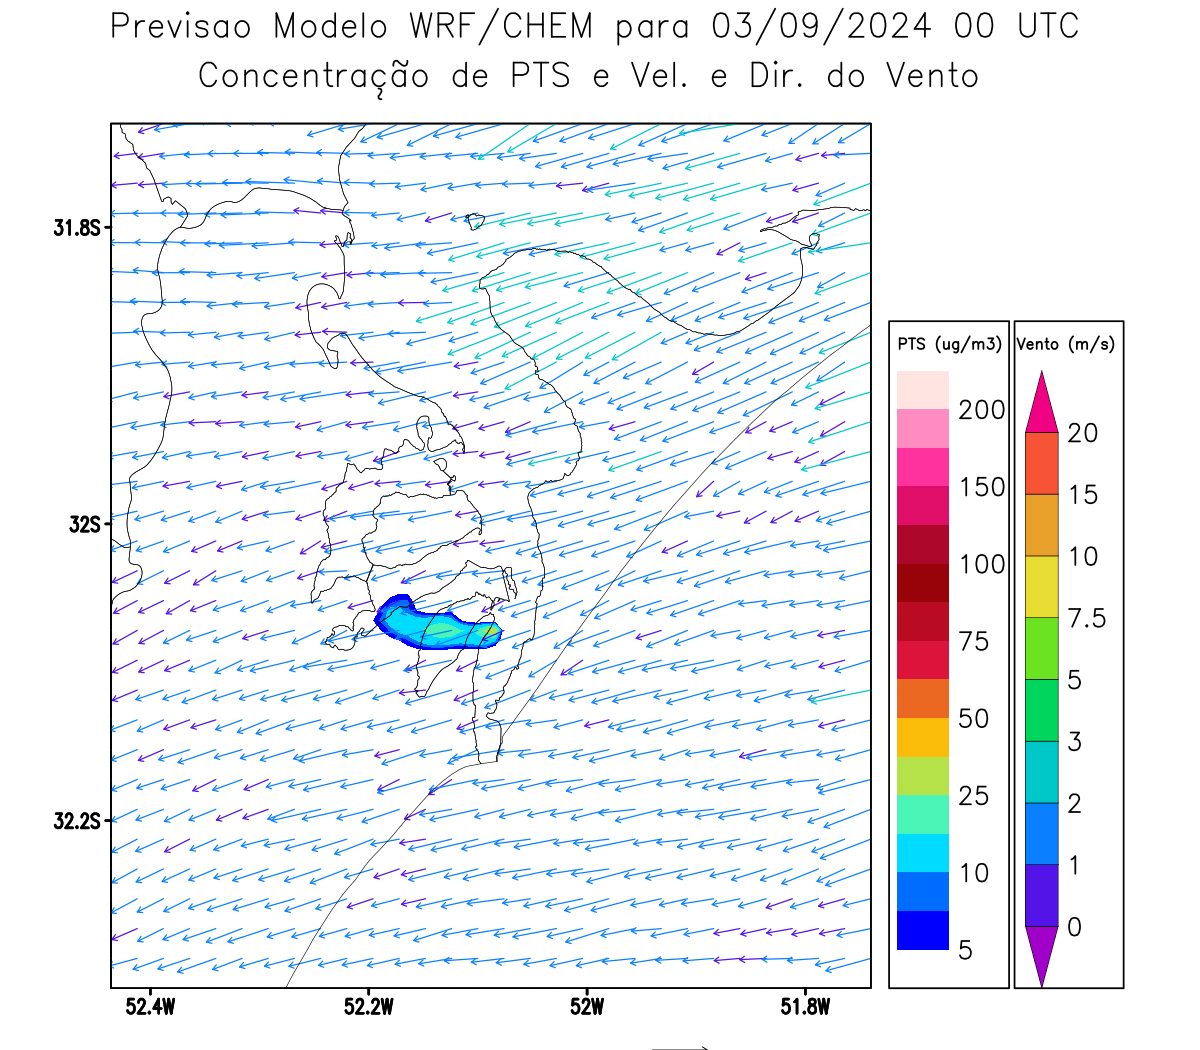 Previsao Modelo WRF/CHEM para 03/09/2024 00 UTC
Concentração de PTS e Vel. e Dir. do Vento
31.8S
32S
32.2S
52.4W
52.2W
52W
51.8W
PTS (ug/m3)
200
150
100
75
50
25
10
5
Vento (m/s)
20
15
10
7.5
5
3
2
1
0